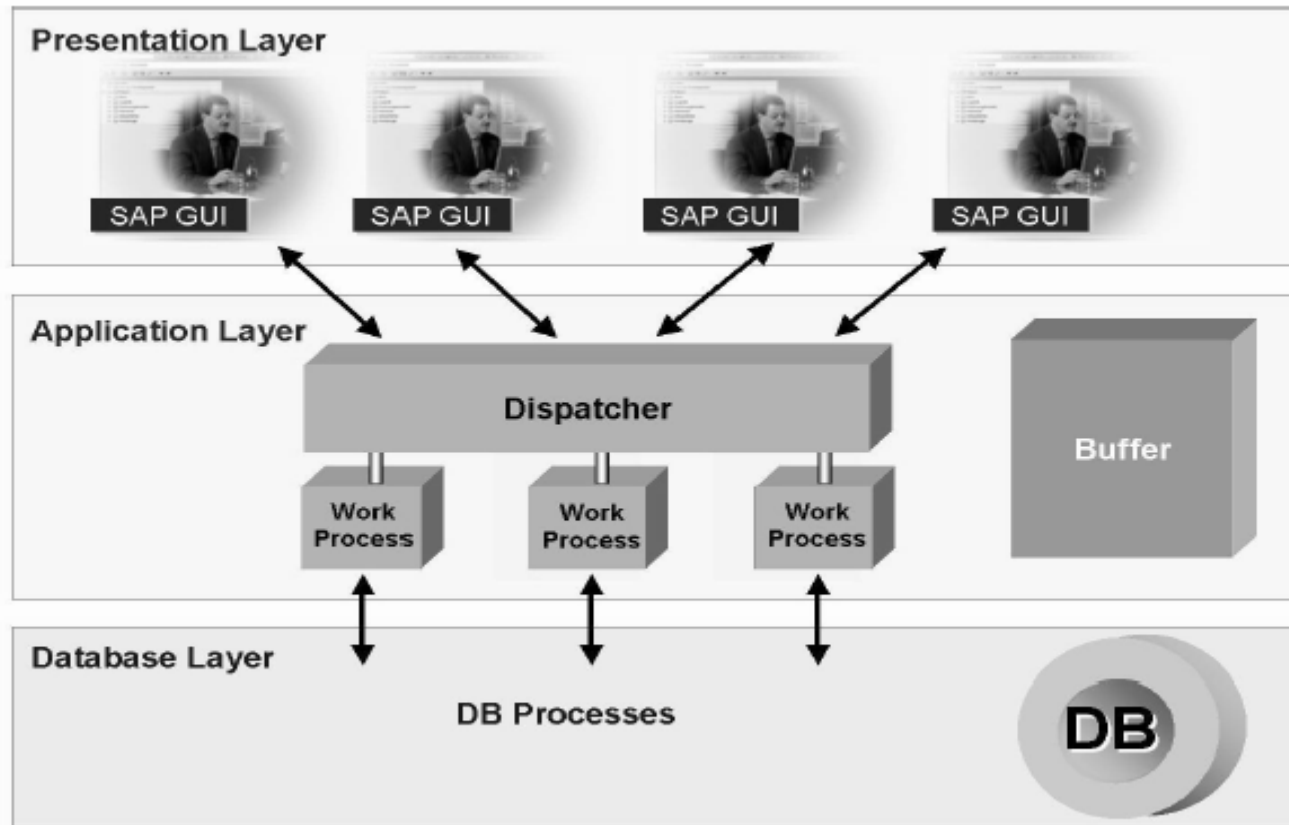 Presentation Layer
SAP GUI
SAP GUI
SAP GUI
SAP GUI
Application Layer
Dispatcher
Buffer
Work
Process
Work
Process
Work
Process
Database Layer
DB Processes
DB